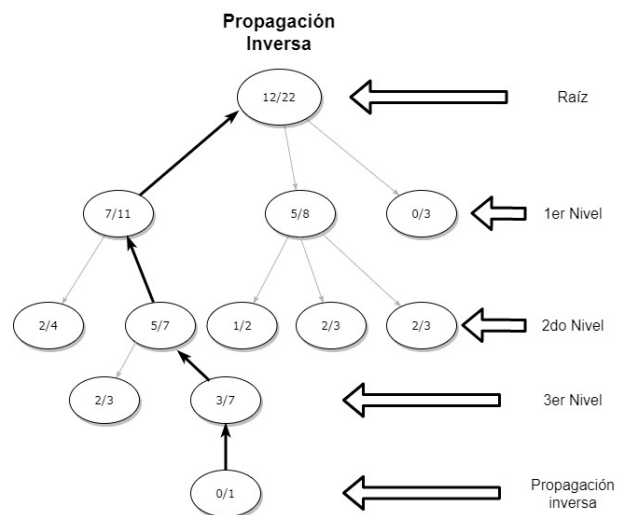 Propagación
Inversa
12/22
Raíz
7/11
5/8
0/3
1er Nivel
2/4
5/7
1/2
2/3
2/3
2do Nivel
2/3
3/7
3er Nivel
0/1
Propagación
inversa